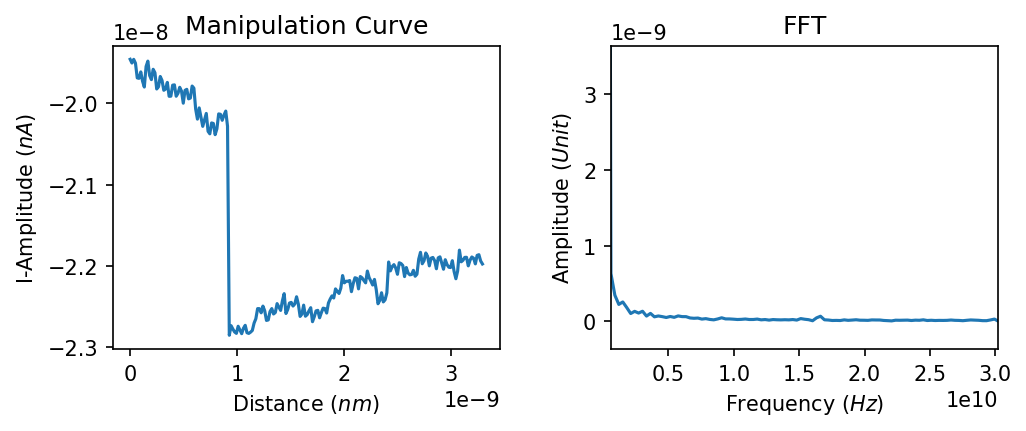 Manipulation Curve
1e−8
−2.0
−2.1
−2.2
−2.3
I-Amplitude (nA)
0
1
2
3
Distance (nm)
1e−9
FFT
1e−9
3
2
1
0
Amplitude (Unit)
0.5
1.0
1.5
2.0
2.5
3.0
Frequency (Hz)
1e10